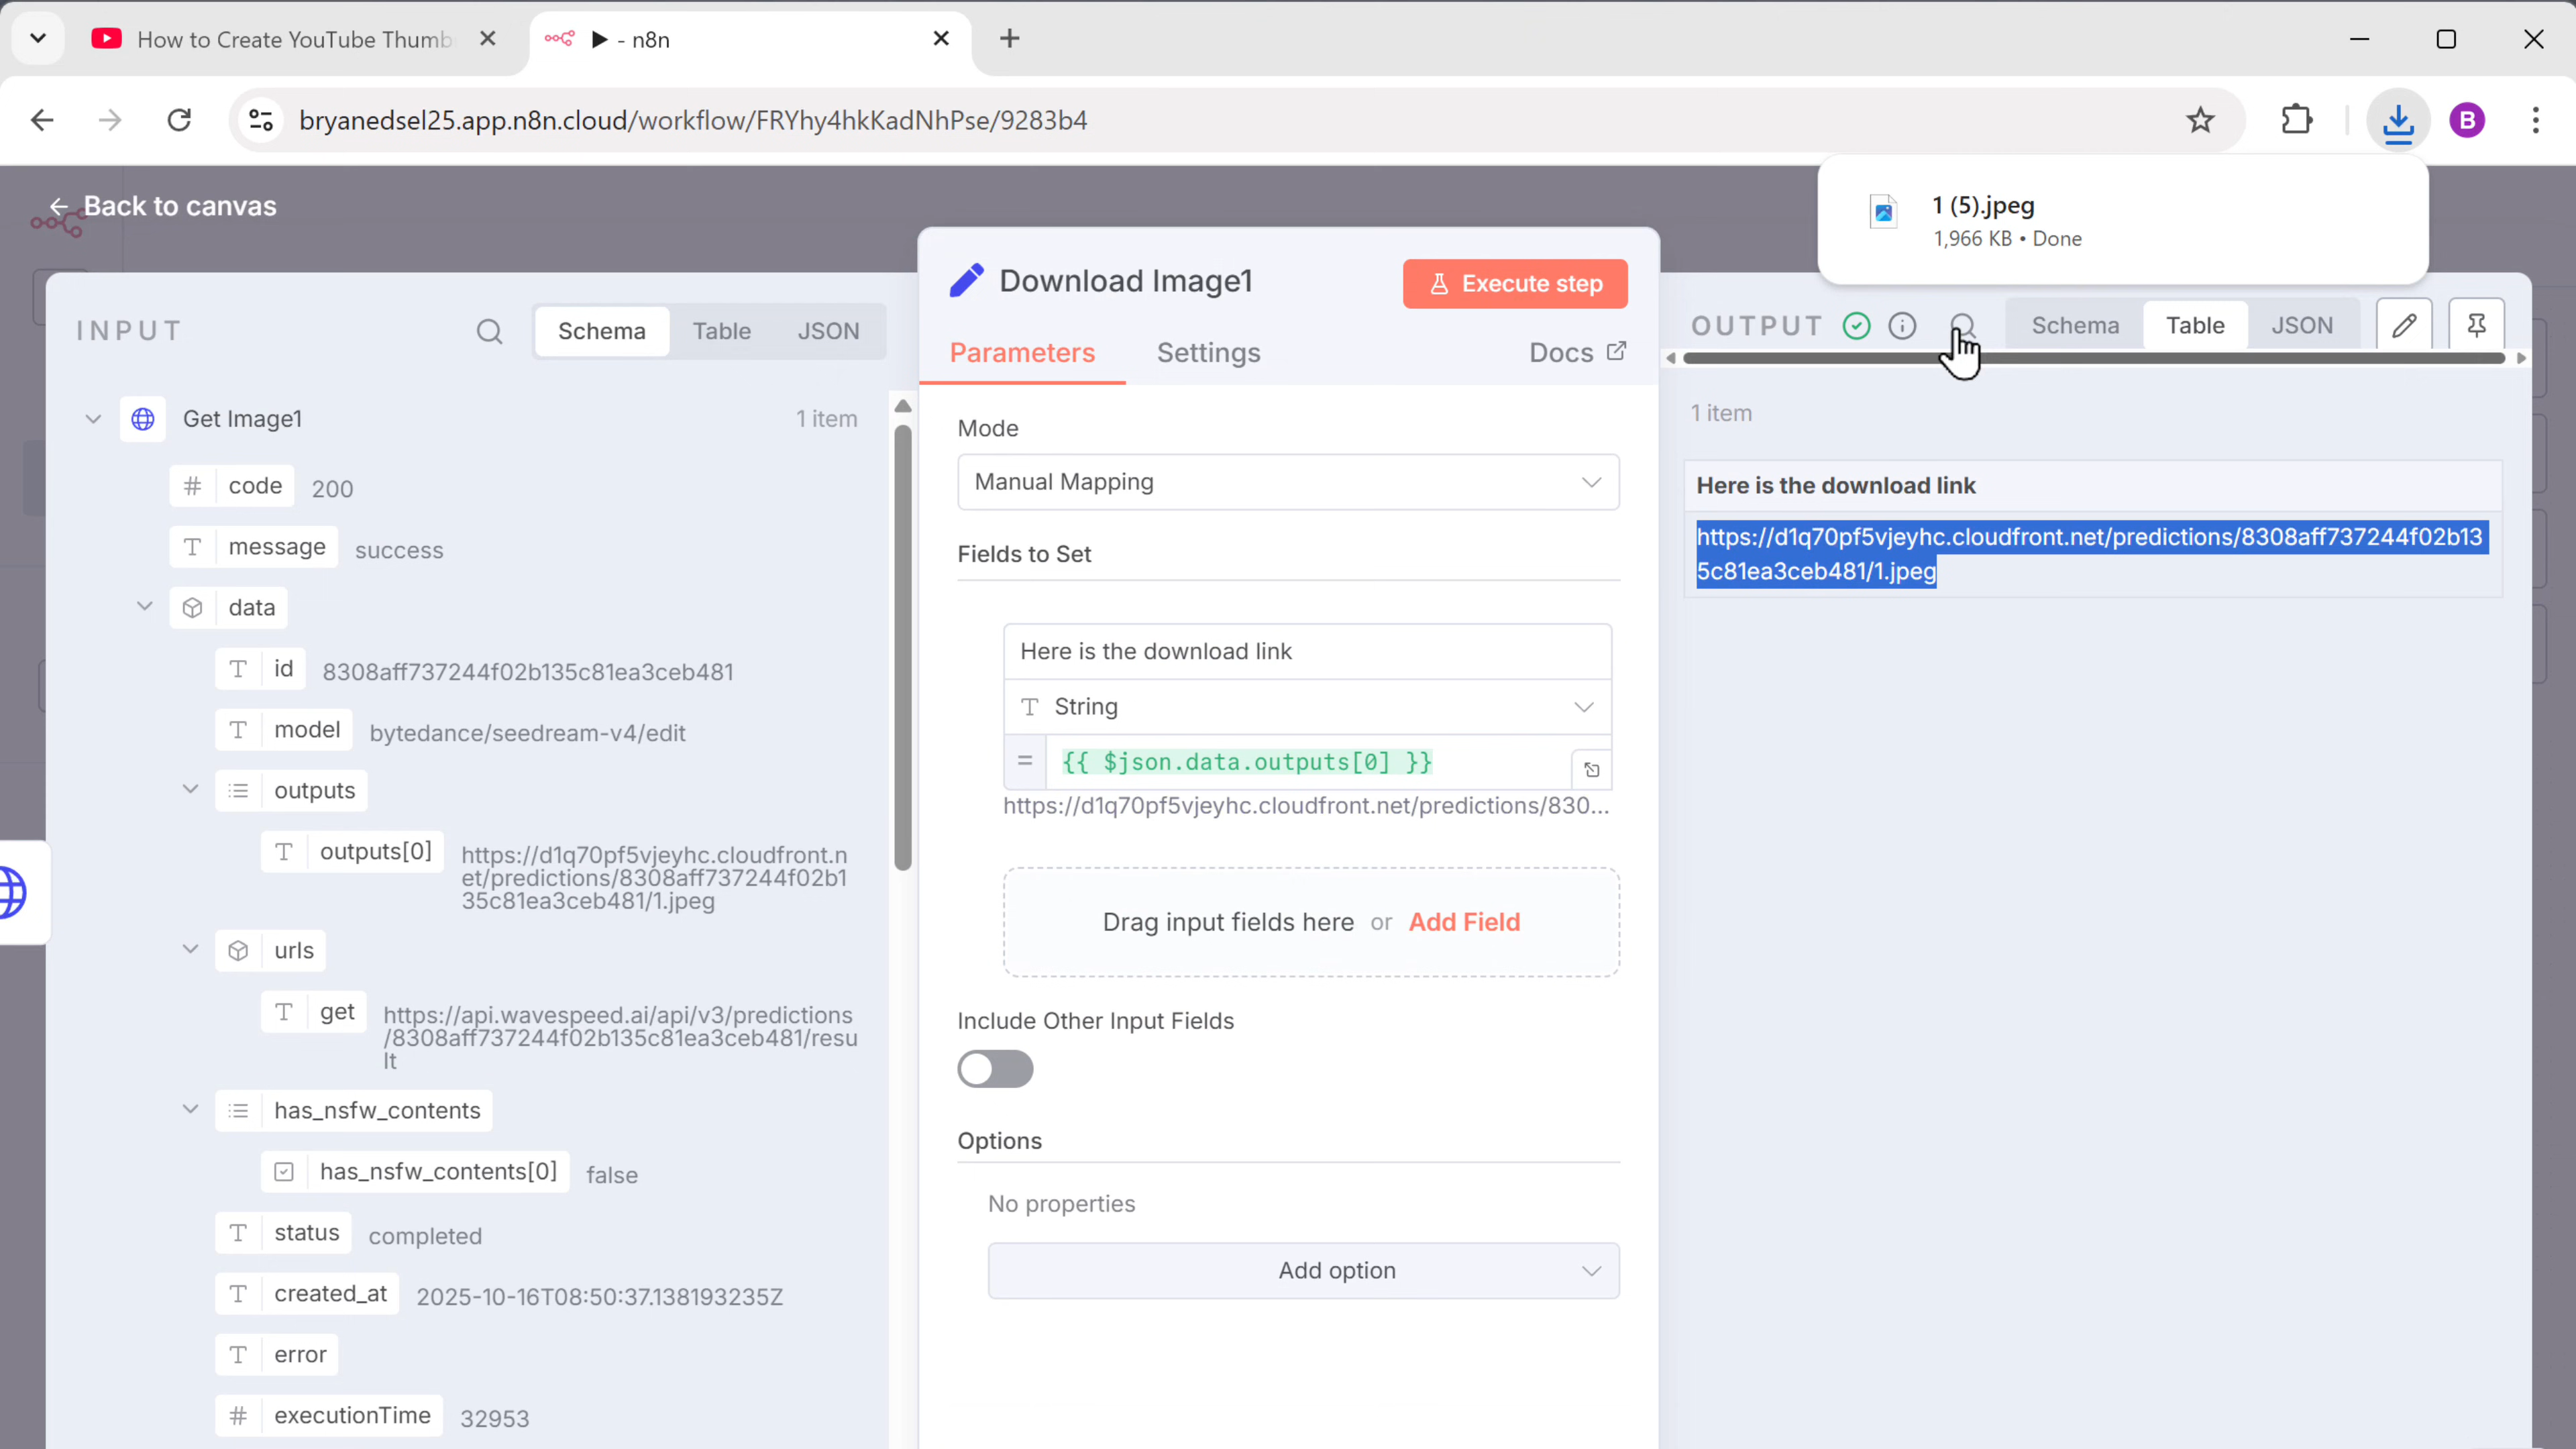 How to Create YouTube Thumb
- n8n
bryanedsel25.app.n8n.cloud/workflow/FRYhy4hkKadNhPse/9283b4
B
1 (5).jpeg
1,966 KB • Done
Back to canvas
INPUT
Schema
Table
JSON
Get Image1
1 item
code
200
message
success
data
id
8308aff737244f02b135c81ea3ceb481
model
bytedance/seedream-v4/edit
outputs
outputs[0]
https://d1q70pf5vjeyhc.cloudfront.n
et/predictions/8308aff737244f02b1
35c81ea3ceb481/1.jpeg
urls
get
https://api.wavespeed.ai/api/v3/predictions
/8308aff737244f02b135c81ea3ceb481/resu
lt
has_nsfw_contents
has_nsfw_contents[0]
false
status
completed
created_at
2025-10-16T08:50:37.138193235Z
error
executionTime
32953
Download Image1
Execute step
Parameters
Settings
Docs
Mode
Manual Mapping
Fields to Set
Here is the download link
String
= {{ $json.data.outputs[0] }}
https://d1q70pf5vjeyhc.cloudfront.net/predictions/830...
Drag input fields here or Add Field
Include Other Input Fields
Options
No properties
Add option
OUTPUT
Schema
Table
JSON
1 item
Here is the download link
https://d1q70pf5vjeyhc.cloudfront.net/predictions/8308aff737244f02b13
5c81ea3ceb481/1.jpeg